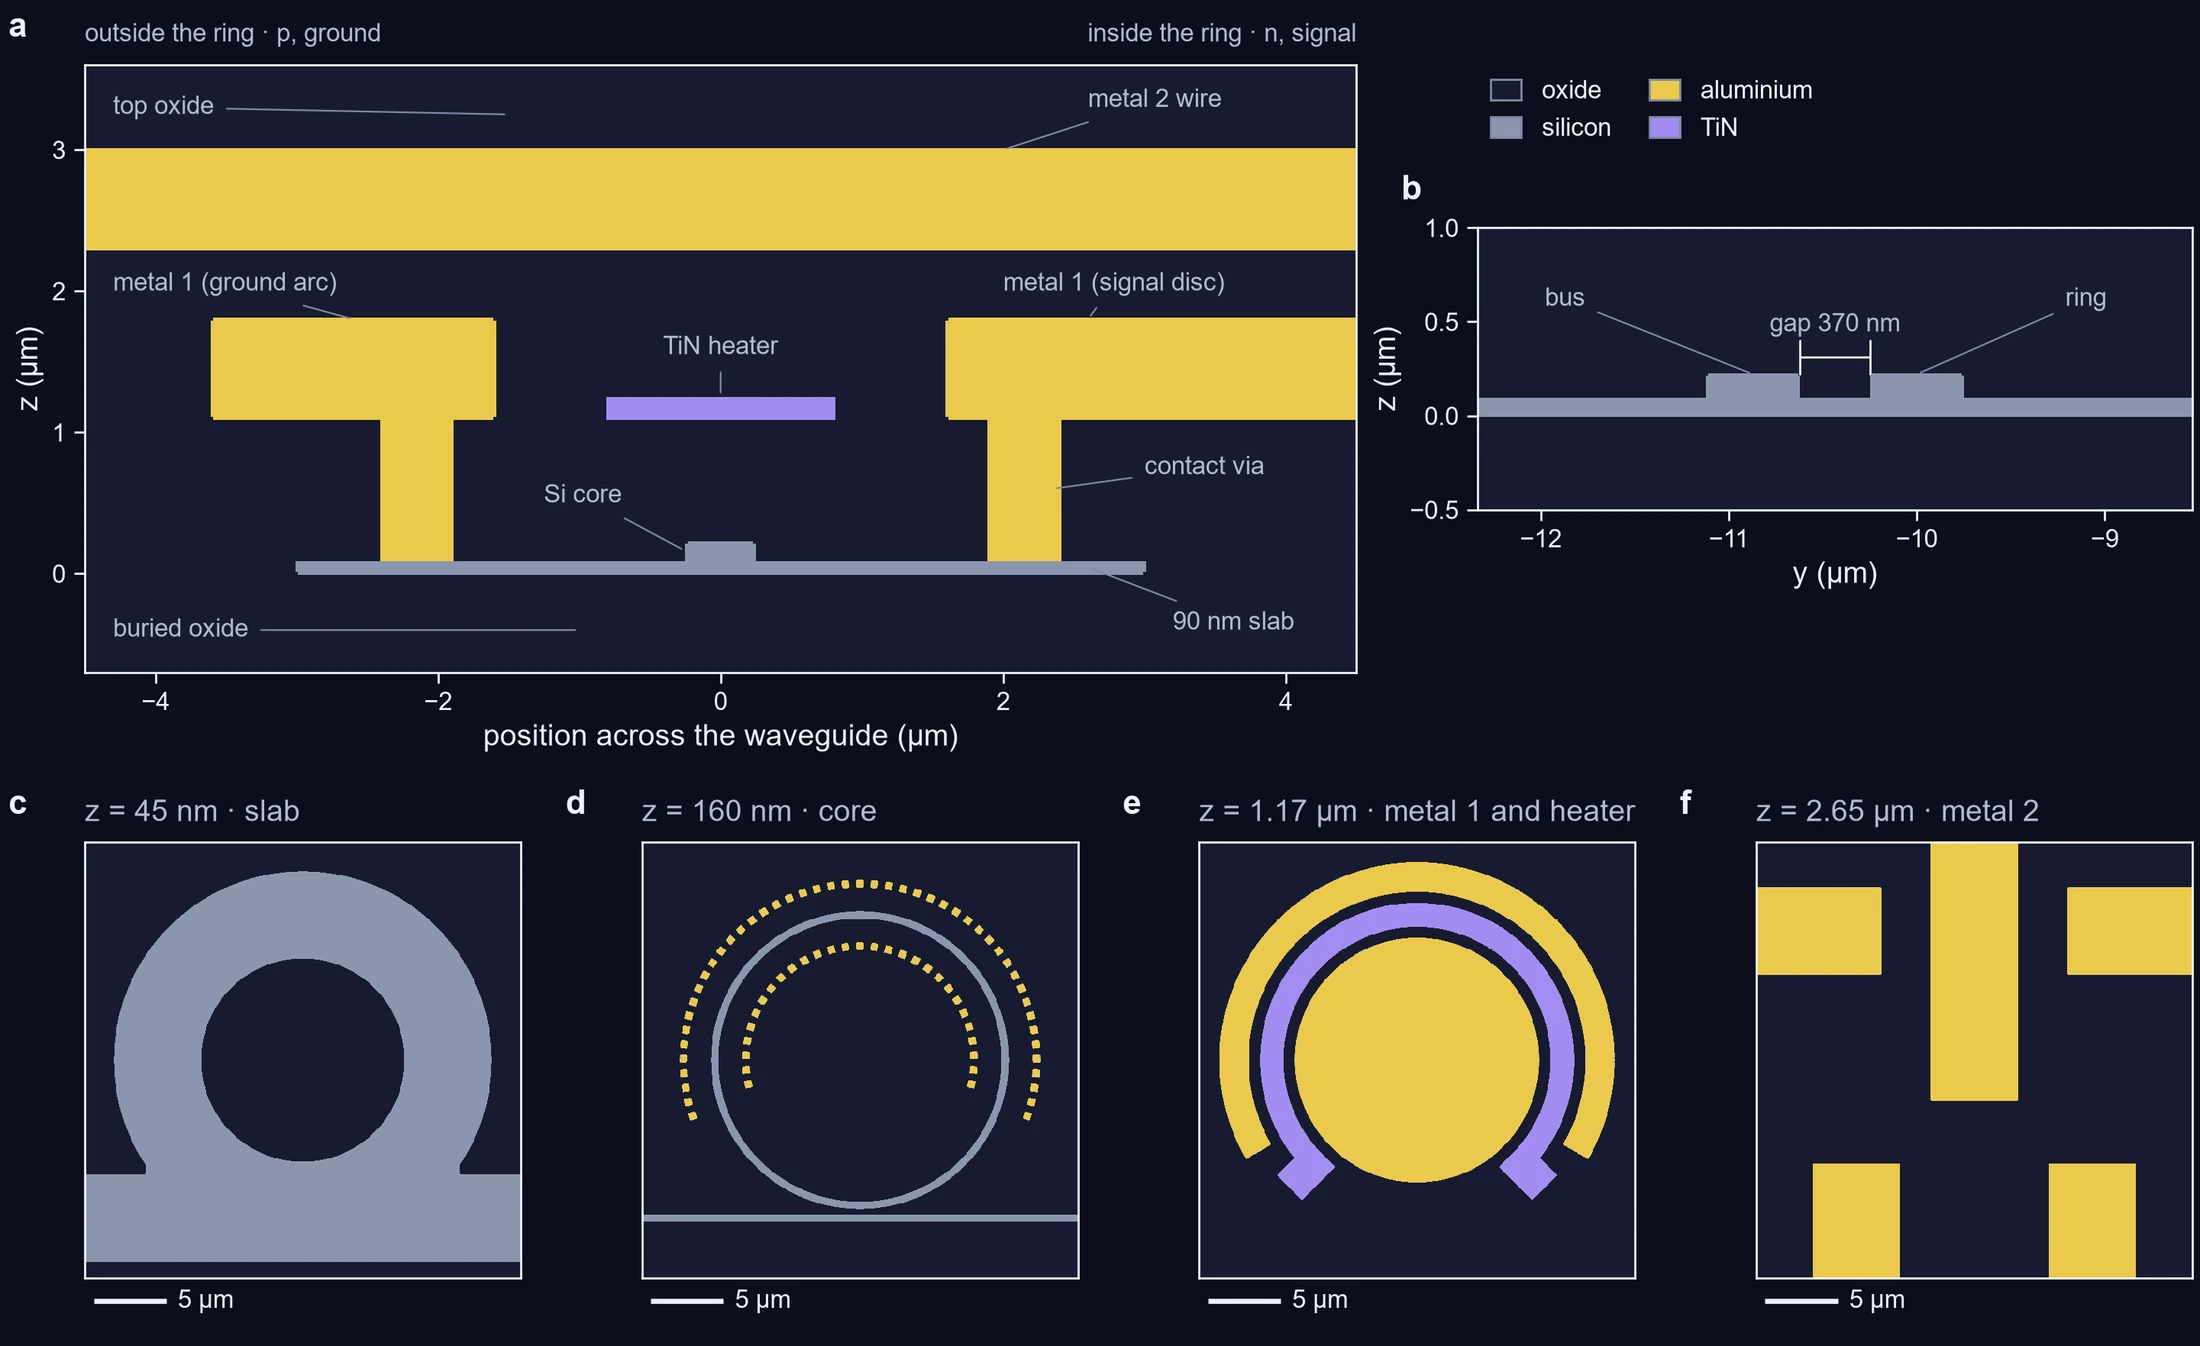 a
outside the ring · p, ground
inside the ring · n, signal
top oxide
metal 2 wire
metal 1 (ground arc)
metal 1 (signal disc)
TiN heater
contact via
Si core
90 nm slab
buried oxide
3
2
1
0
z (µm)
−4
−2
0
2
4
position across the waveguide (µm)
oxide
aluminium
silicon
TiN
b
1.0
0.5
0.0
−0.5
z (µm)
bus
gap 370 nm
ring
−12
−11
−10
−9
y (µm)
c
z = 45 nm · slab
5 µm
d
z = 160 nm · core
5 µm
e
z = 1.17 µm · metal 1 and heater
5 µm
f
z = 2.65 µm · metal 2
5 µm